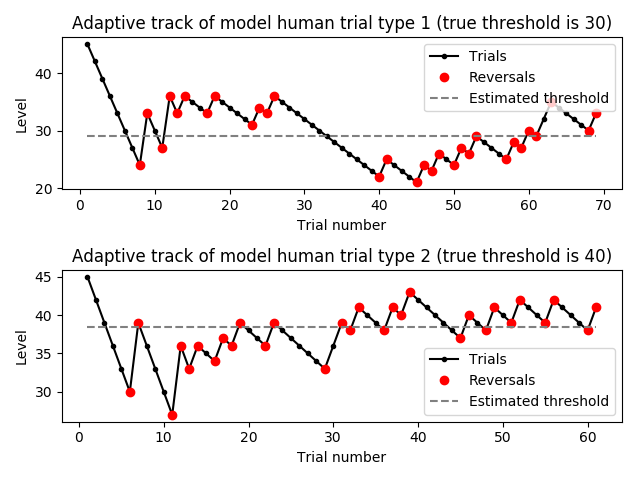 Adaptive track of model human trial type 1 (true threshold is 30)
Level
40
30
20
Trials
Reversals
Estimated threshold
0 10 20 30 40 50 60 70
Trial number
Adaptive track of model human trial type 2 (true threshold is 40)
Level
45
40
35
30
Trials
Reversals
Estimated threshold
0 10 20 30 40 50 60
Trial number